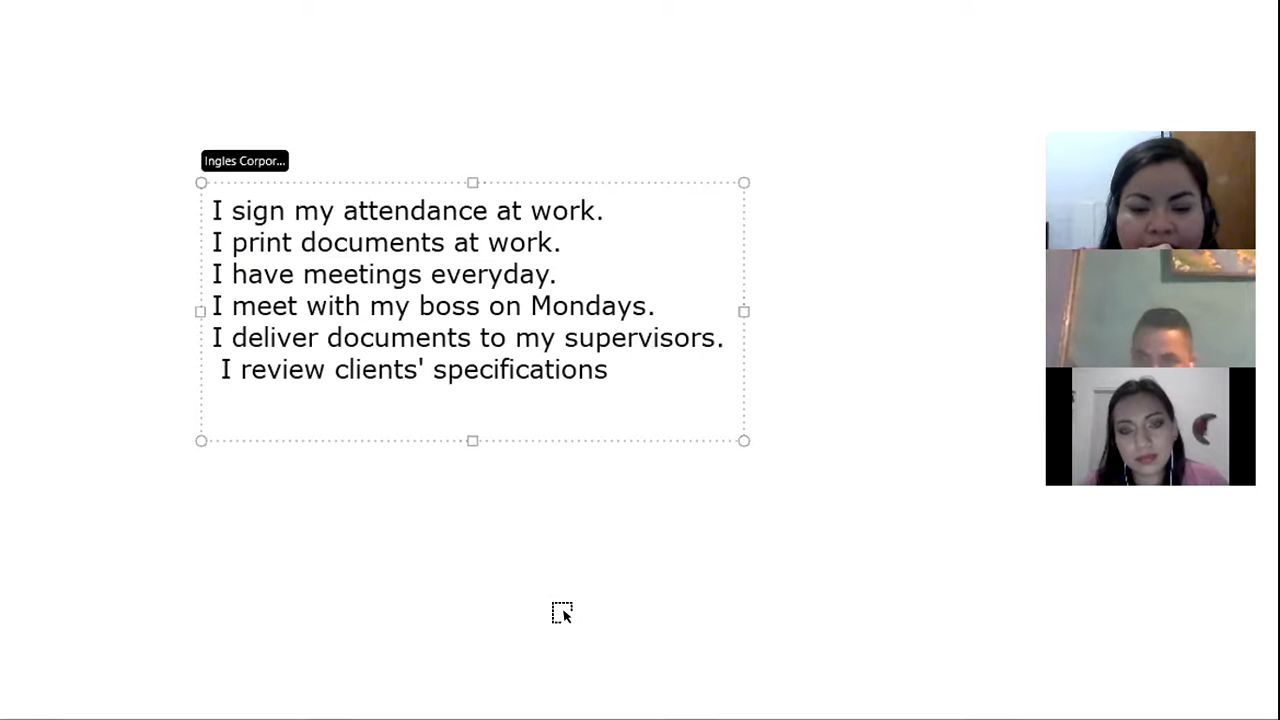 Ingles Corpor...
I sign my attendance at work.
I print documents at work.
I have meetings everyday.
I meet with my boss on Mondays.
I deliver documents to my supervisors.
I review clients' specifications